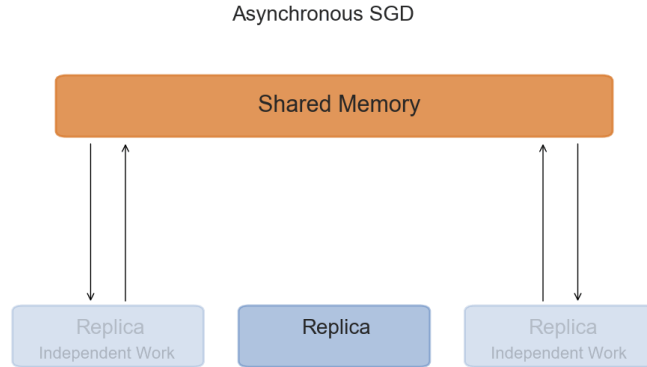 Asynchronous SGD
Shared Memory
Replica
Independent Work
Replica
Replica
Independent Work